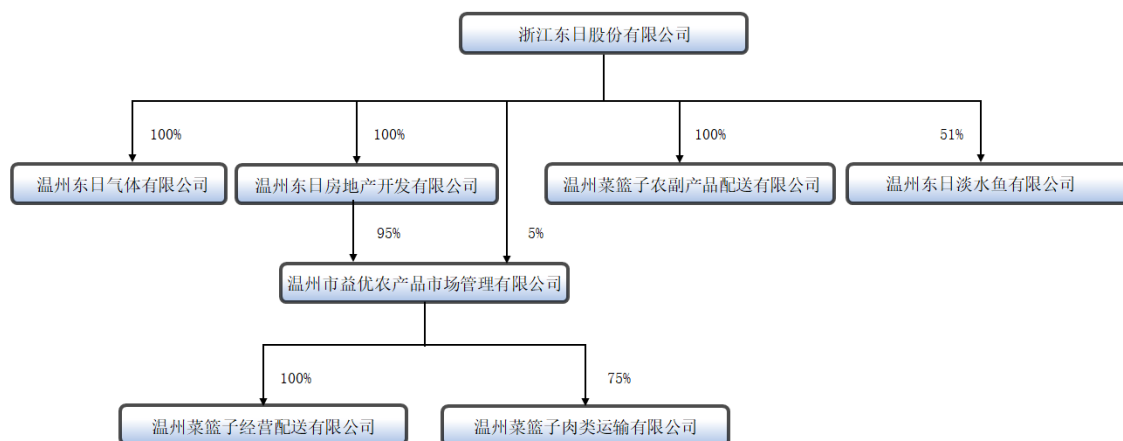 浙江东日股份有限公司
100%
100%
100%
51%
温州东日气体有限公司
温州东日房地产开发有限公司
温州菜篮子农副产品配送有限公司
温州东日淡水鱼有限公司
95%
5%
温州市益优农产品市场管理有限公司
100%
75%
温州菜篮子经营配送有限公司
温州菜篮子肉类运输有限公司